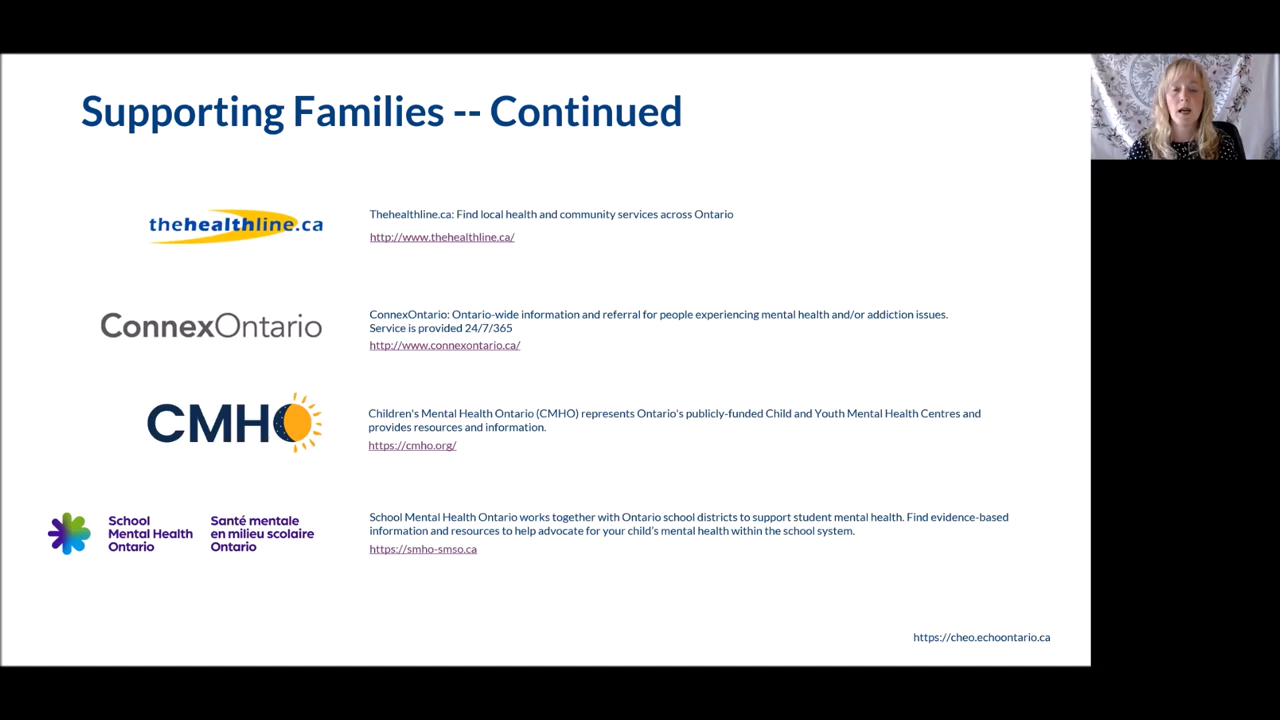 Supporting Families -- Continued
thehealthline.ca
Thehealthline.ca: Find local health and community services across Ontario
http://www.thehealthline.ca/
ConnexOntario
ConnexOntario: Ontario-wide information and referral for people experiencing mental health and/or addiction issues.
Service is provided 24/7/365
http://www.connexontario.ca/
CMHO
Children's Mental Health Ontario (CMHO) represents Ontario's publicly-funded Child and Youth Mental Health Centres and
provides resources and information.
https://cmho.org/
School
Mental Health
Ontario
Santé mentale
en milieu scolaire
Ontario
School Mental Health Ontario works together with Ontario school districts to support student mental health. Find evidence-based
information and resources to help advocate for your child’s mental health within the school system.
https://smho-smso.ca
https://cheo.echoontario.ca